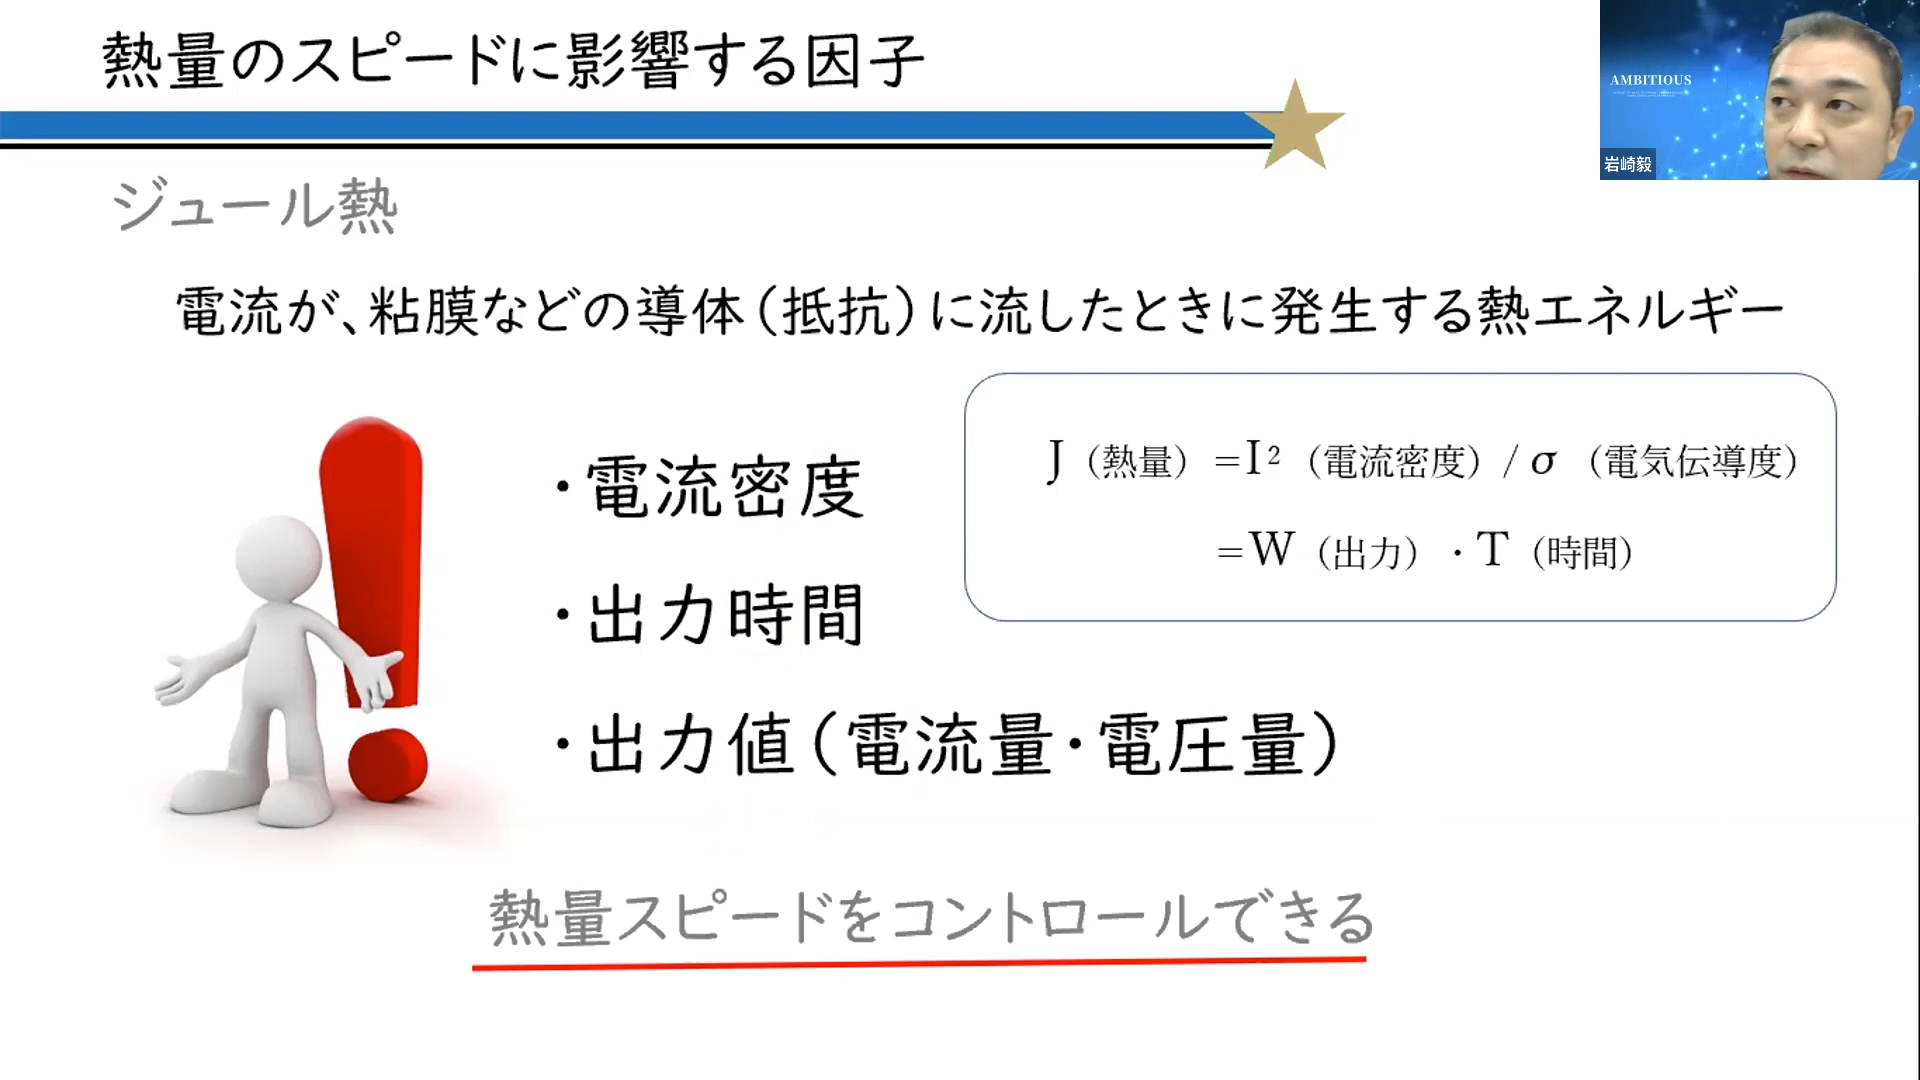 熱量のスピードに影響する因子
AMBITIOUS
岩崎毅
ジュール熱
電流が、粘膜などの導体（抵抗）に流したときに発生する熱エネルギー
J（熱量）=I²（電流密度）/σ（電気伝導度）
=W（出力）・T（時間）
・電流密度
・出力時間
・出力値（電流量・電圧量）
熱量スピードをコントロールできる